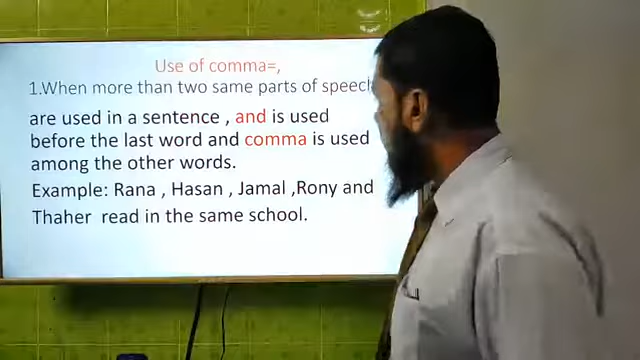 Use of comma=,
1.When more than two same parts of speech
are used in a sentence , and is used
before the last word and comma is used
among the other words.
Example: Rana , Hasan , Jamal ,Rony and
Thaher read in the same school.